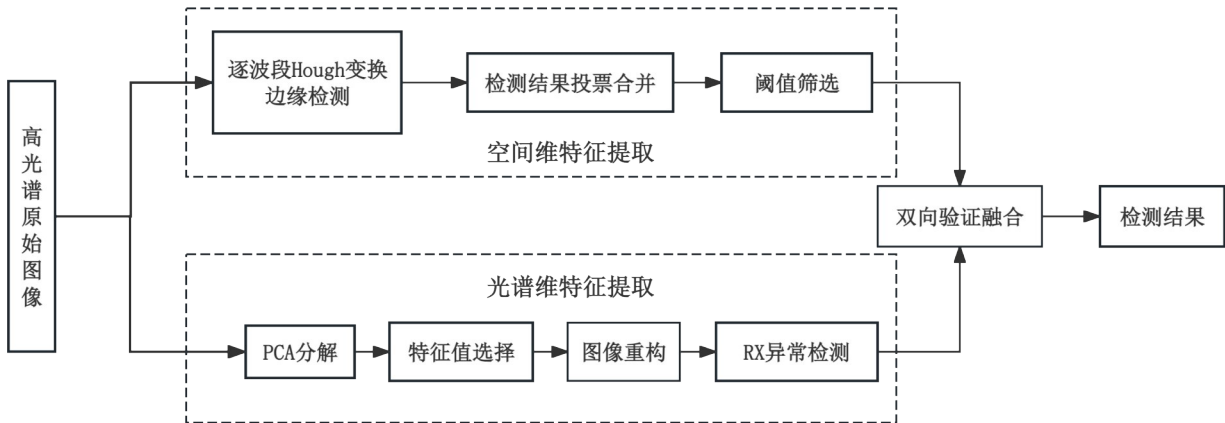 高光谱原始图像
逐波段Hough变换
边缘检测
检测结果投票合并
阈值筛选
空间维特征提取
双向验证融合
检测结果
光谱维特征提取
PCA分解
特征值选择
图像重构
RX异常检测